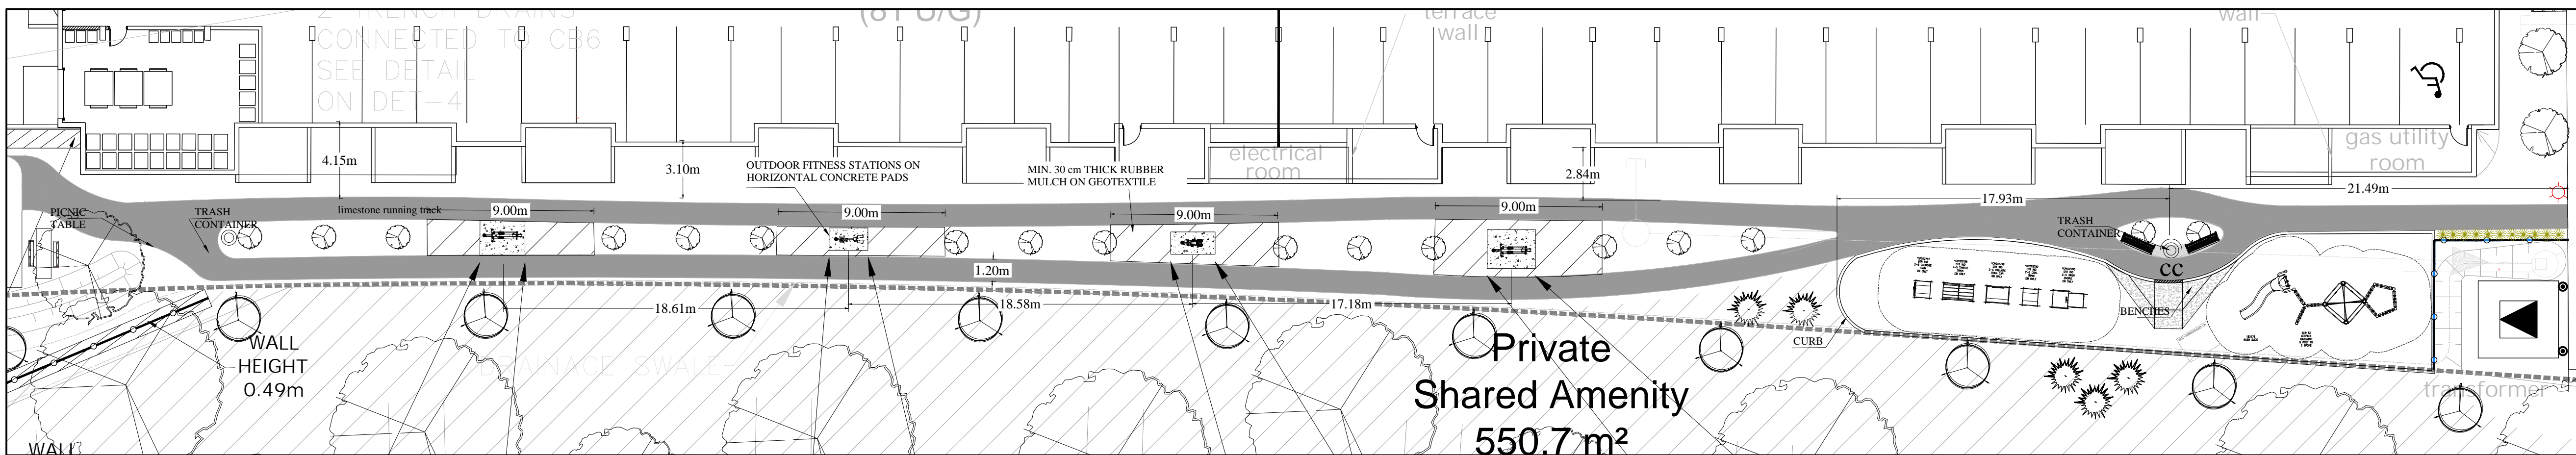 2 TRENCH DRAINS
CONNECTED TO CB6
SEE DETAIL
ON DET-4
(81 U/G)
terrace
wall
wall
4.15m
3.10m
OUTDOOR FITNESS STATIONS ON
HORIZONTAL CONCRETE PADS
MIN. 30 cm THICK RUBBER
MULCH ON GEOTEXTILE
electrical
room
2.84m
gas utility
room
21.49m
17.93m
PICNIC
TABLE
TRASH
CONTAINER
limestone running track
9.00m
9.00m
9.00m
9.00m
TRASH
CONTAINER
CC
1.20m
18.61m
18.58m
17.18m
BENCHES
CURB
WALL
HEIGHT
0.49m
DRAINAGE SWALE
Private
Shared Amenity
550.7 m²
transformer
WALL